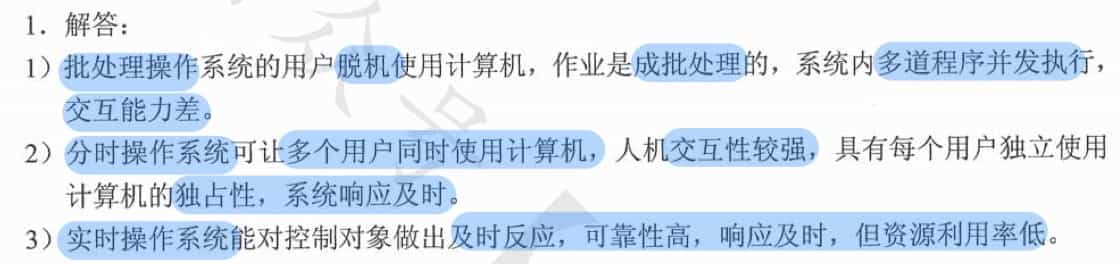 1．解答：
1）批处理操作系统的用户脱机使用计算机，作业是成批处理的，系统内多道程序并发执行，
交互能力差。
2）分时操作系统可让多个用户同时使用计算机，人机交互性较强，具有每个用户独立使用
计算机的独占性，系统响应及时。
3）实时操作系统能对控制对象做出及时反应，可靠性高，响应及时，但资源利用率低。